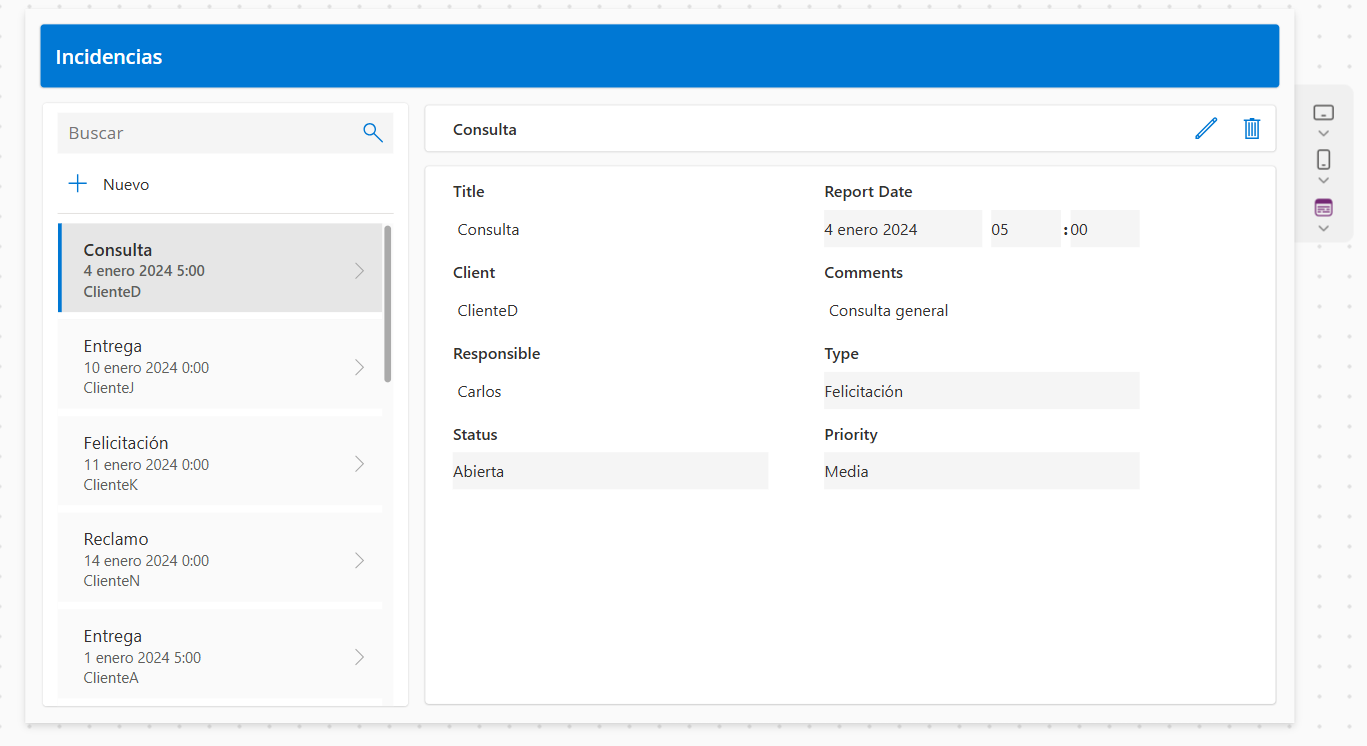 Incidencias
Buscar
Nuevo
Consulta
4 enero 2024 5:00
ClienteD
Entrega
10 enero 2024 0:00
ClienteJ
Felicitación
11 enero 2024 0:00
ClienteK
Reclamo
14 enero 2024 0:00
ClienteN
Entrega
1 enero 2024 5:00
ClienteA
Consulta
Title
Report Date
Consulta
4 enero 2024 05 :00
Client
Comments
ClienteD
Consulta general
Responsible
Type
Carlos
Felicitación
Status
Priority
Abierta
Media